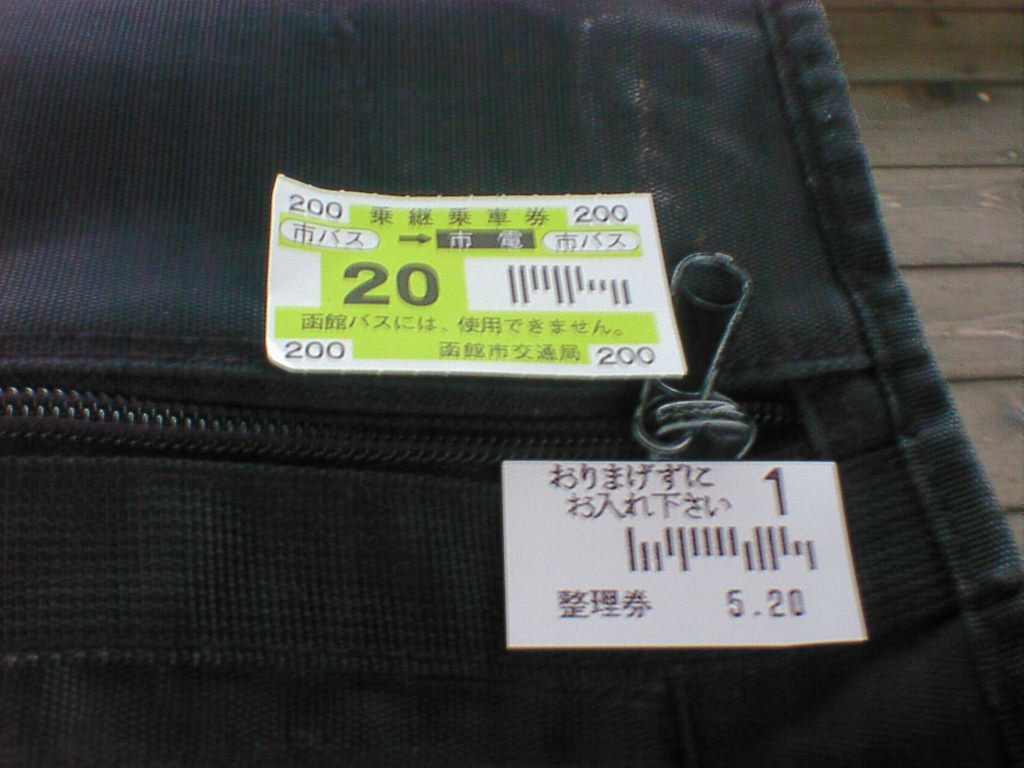 200 乗継乗車券 200
市バス → 市電 市バス
20
函館バスには、使用できません。
200 函館市交通局 200
おりまげずに 1
お入れ下さい
整理券 5.20